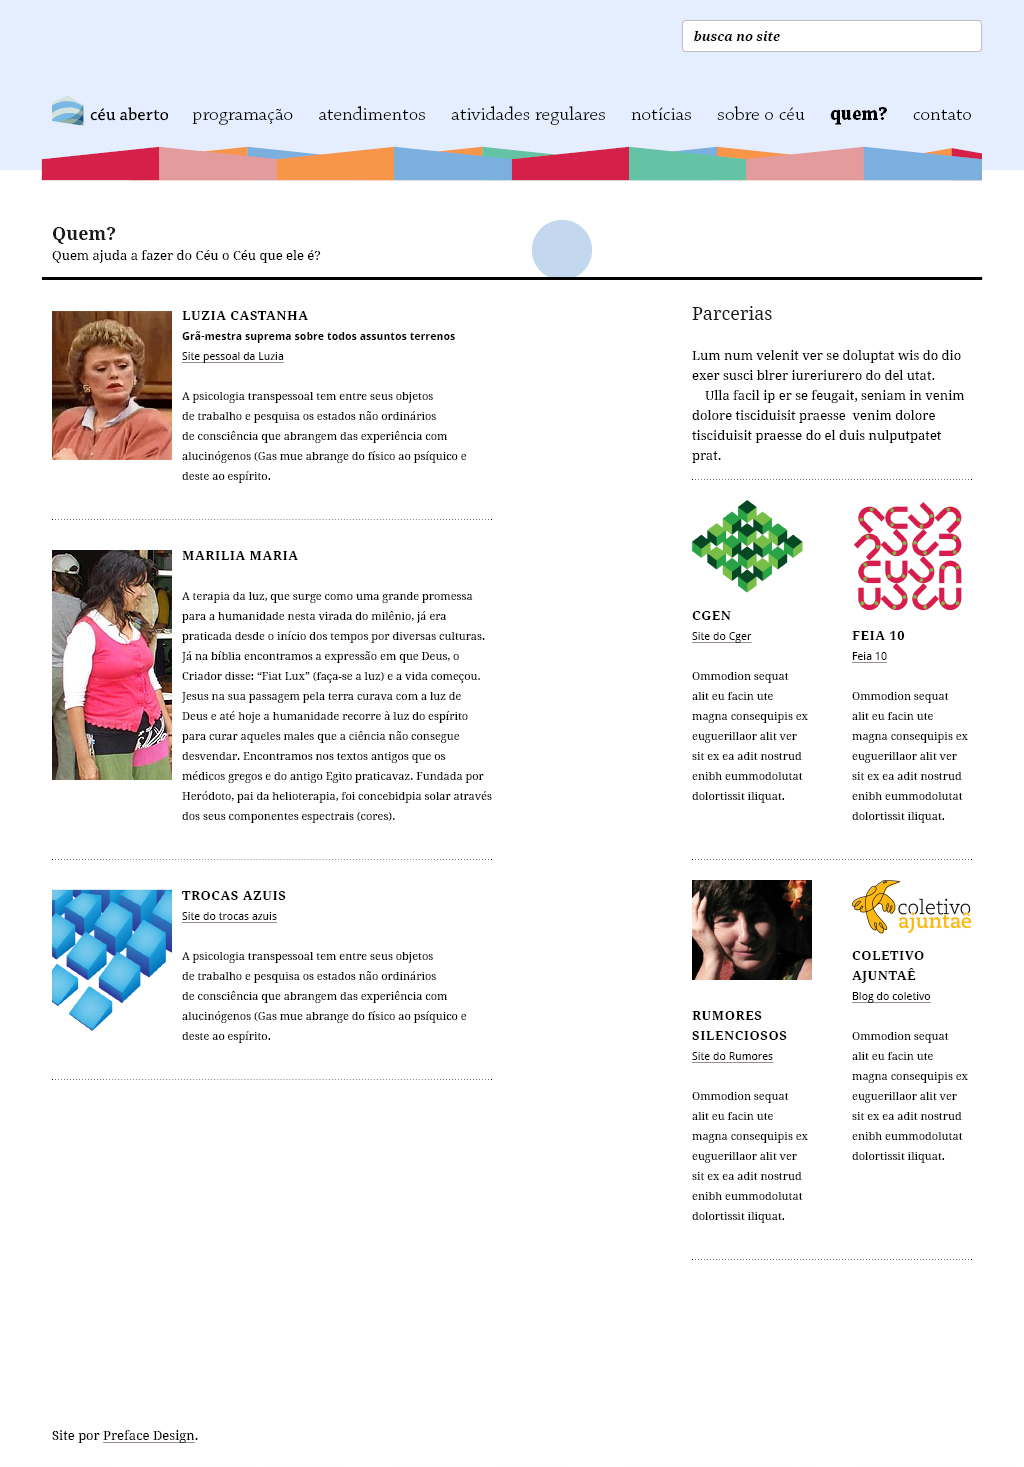 busca no site
céu aberto programação atendimentos atividades regulares notícias sobre o céu quem? contato
Quem?
Quem ajuda a fazer do Céu o Céu que ele é?
LUZIA CASTANHA
Grã-mestra suprema sobre todos assuntos terrenos
Site pessoal da Luzia
A psicologia transpessoal tem entre seus objetos
de trabalho e pesquisa os estados não ordinários
de consciência que abrangem das experiência com
alucinógenos (Gas mue abrange do físico ao psíquico e
deste ao espírito.
MARILIA MARIA
A terapia da luz, que surge como uma grande promessa
para a humanidade nesta virada do milênio, já era
praticada desde o início dos tempos por diversas culturas.
Já na bíblia encontramos a expressão em que Deus, o
Criador disse: “Fiat Lux” (faça-se a luz) e a vida começou.
Jesus na sua passagem pela terra curava com a luz de
Deus e até hoje a humanidade recorre à luz do espírito
para curar aqueles males que a ciência não consegue
desvendar. Encontramos nos textos antigos que os
médicos gregos e do antigo Egito praticavaz. Fundada por
Heródoto, pai da helioterapia, foi concebidpia solar através
dos seus componentes espectrais (cores).
TROCAS AZUIS
Site do trocas azuis
A psicologia transpessoal tem entre seus objetos
de trabalho e pesquisa os estados não ordinários
de consciência que abrangem das experiência com
alucinógenos (Gas mue abrange do físico ao psíquico e
deste ao espírito.
Parcerias
Lum num velenit ver se doluptat wis do dio
exer susci blrer iureriurero do del utat.
Ulla facil ip er se feugait, seniam in venim
dolore tisciduisit praesse venim dolore
tisciduisit praesse do el duis nulputpatet
prat.
CGEN
Site do Cger
Ommodion sequat
alit eu facin ute
magna consequipis ex
euguerillaor alit ver
sit ex ea adit nostrud
enibh eummodolutat
dolortissit iliquat.
FEIA 10
Feia 10
Ommodion sequat
alit eu facin ute
magna consequipis ex
euguerillaor alit ver
sit ex ea adit nostrud
enibh eummodolutat
dolortissit iliquat.
RUMORES
SILENCIOSOS
Site do Rumores
Ommodion sequat
alit eu facin ute
magna consequipis ex
euguerillaor alit ver
sit ex ea adit nostrud
enibh eummodolutat
dolortissit iliquat.
coletivo
ajuntaê
COLETIVO
AJUNTAÊ
Blog do coletivo
Ommodion sequat
alit eu facin ute
magna consequipis ex
euguerillaor alit ver
sit ex ea adit nostrud
enibh eummodolutat
dolortissit iliquat.
Site por Preface Design.